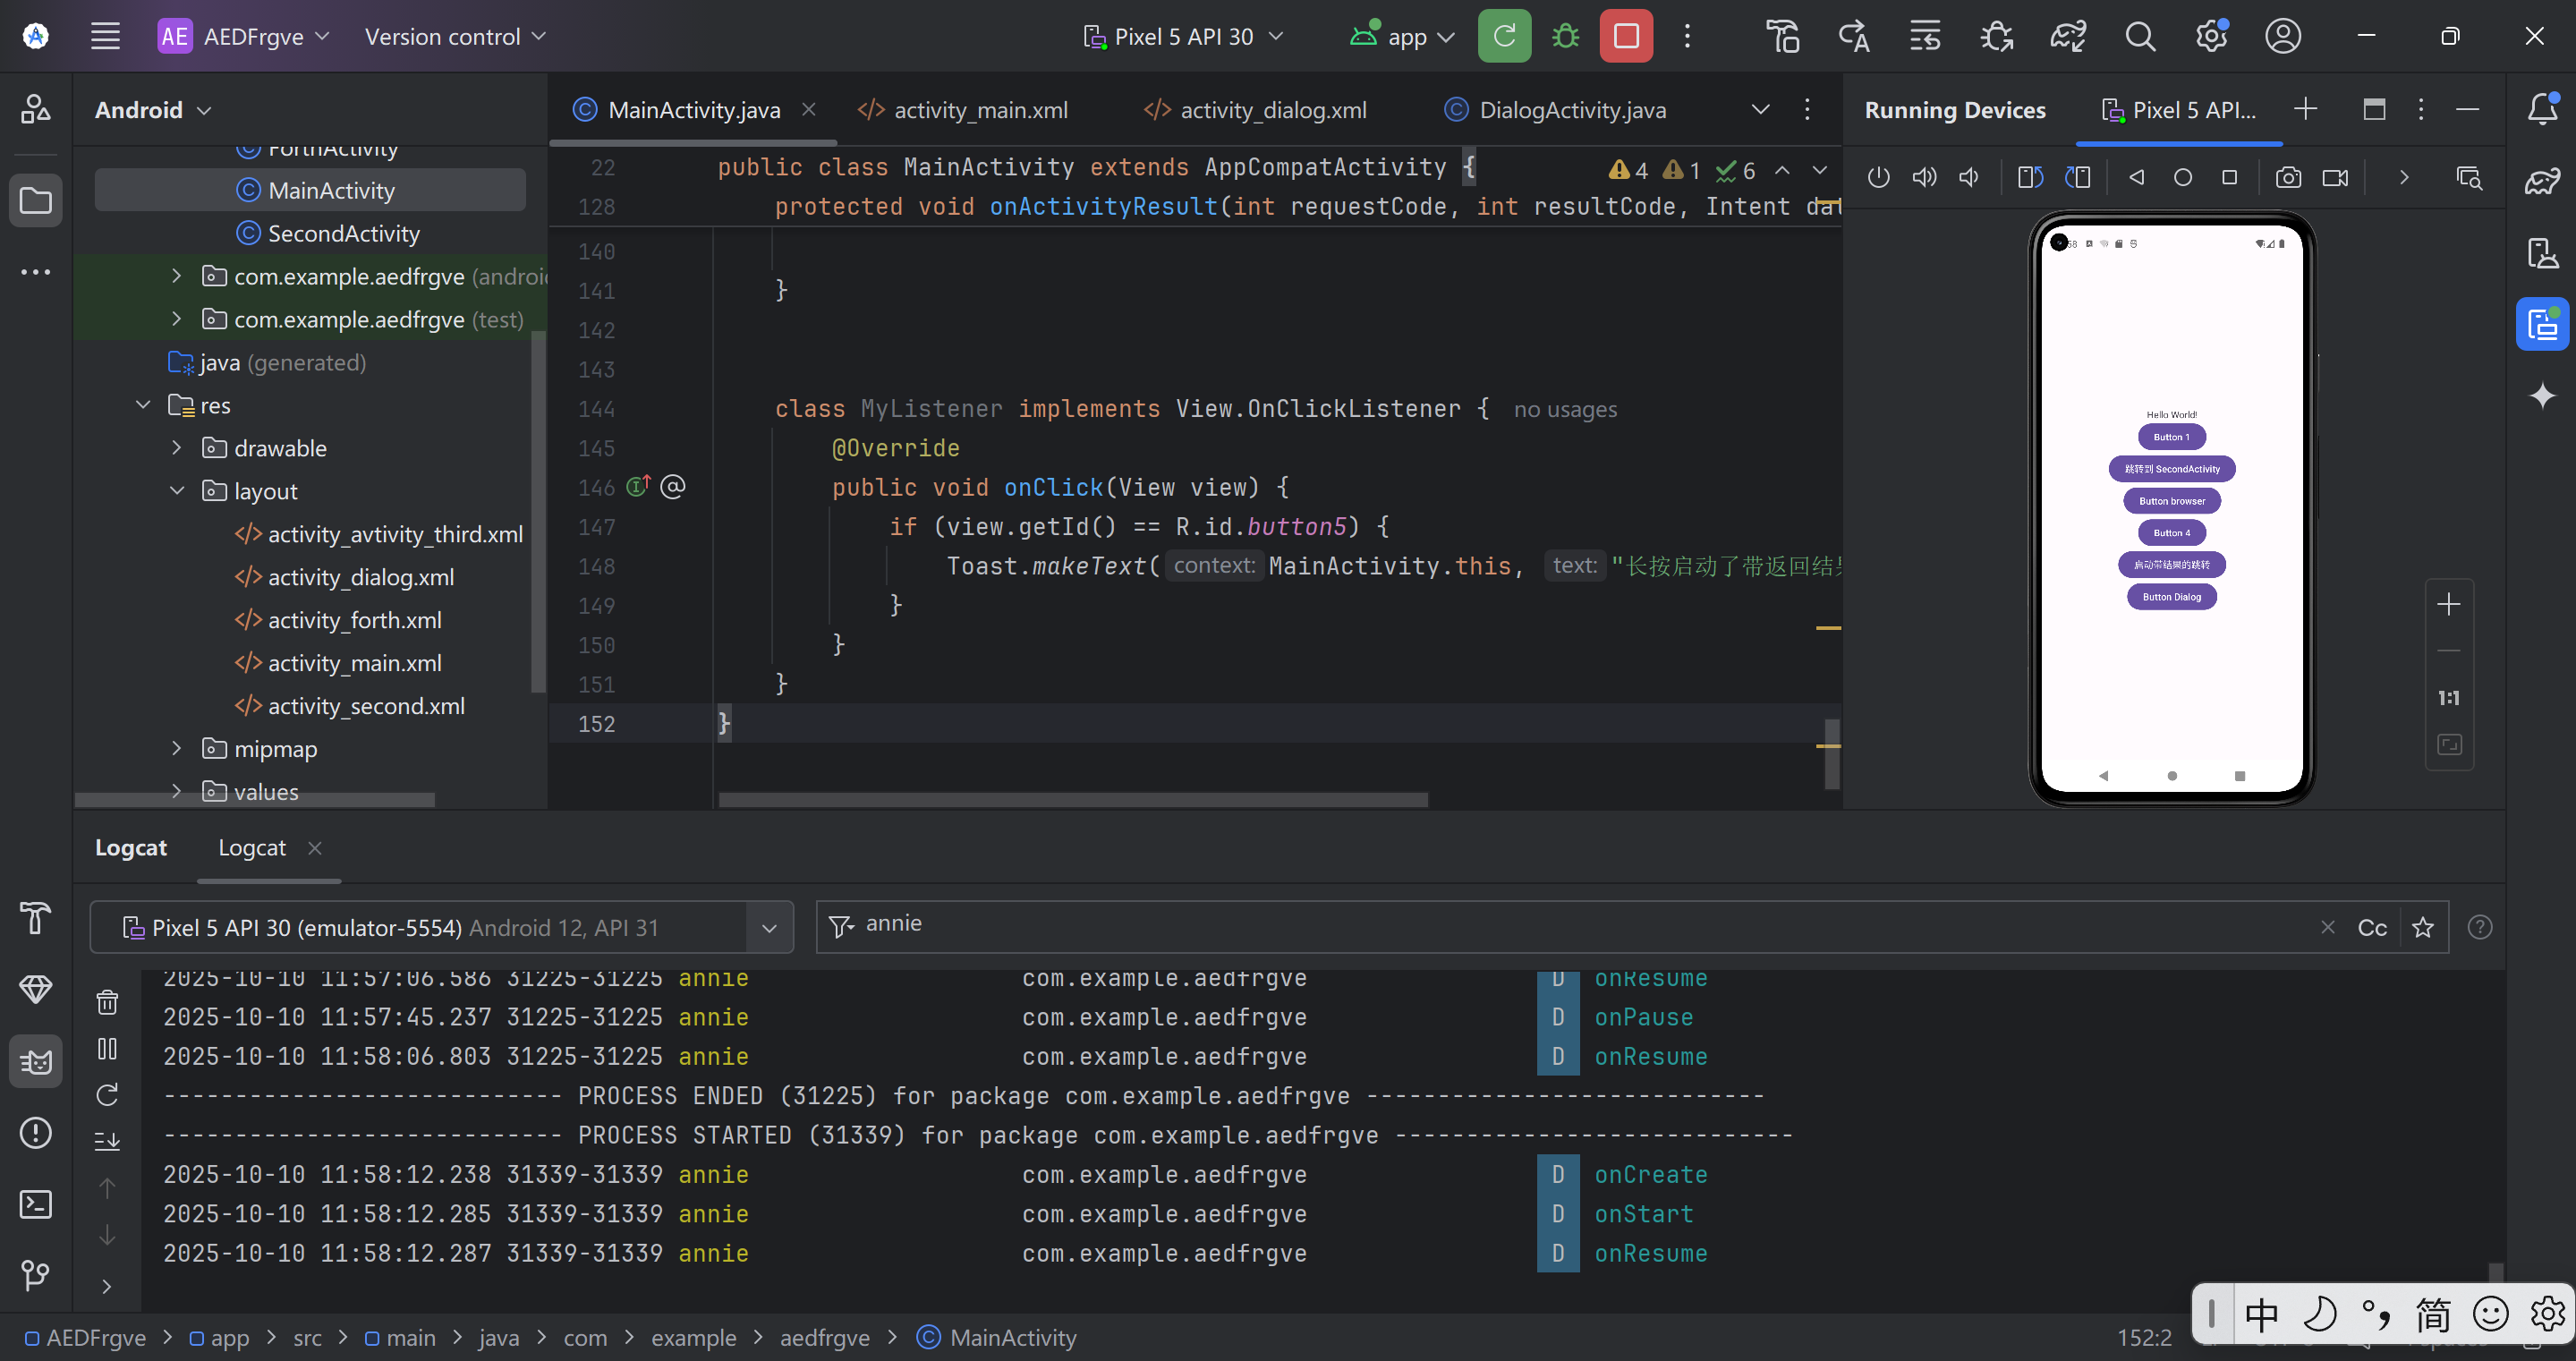 AE AEDFrgve Version control Pixel 5 API 30 app
Android
MainActivity.java activity_main.xml activity_dialog.xml DialogActivity.java
Running Devices Pixel 5 API...
ForthActivity
MainActivity
SecondActivity
com.example.aedfrgve
com.example.aedfrgve (test)
java (generated)
res
drawable
layout
activity_avtivity_third.xml
activity_dialog.xml
activity_forth.xml
activity_main.xml
activity_second.xml
mipmap
values
22 public class MainActivity extends AppCompatActivity { 4 1 6
128 protected void onActivityResult(int requestCode, int resultCode, Intent
140
141 }
142
143
144 class MyListener implements View.OnClickListener { no usages
145 @Override
146 public void onClick(View view) {
147 if (view.getId() == R.id.button5) {
148 Toast.makeText( context: MainActivity.this, text: "长按启动了带返回结
149 }
150 }
151 }
152 }
Hello World!
Button 1
跳转到 SecondActivity
Button browser
Button 4
启动带结果的跳转
Button Dialog
1:1
Logcat Logcat
Pixel 5 API 30 (emulator-5554) Android 12, API 31 annie Cc
2025-10-10 11:57:06.586 31225-31225 annie com.example.aedfrgve D onResume
2025-10-10 11:57:45.237 31225-31225 annie com.example.aedfrgve D onPause
2025-10-10 11:58:06.803 31225-31225 annie com.example.aedfrgve D onResume
---------------------------- PROCESS ENDED (31225) for package com.example.aedfrgve ----------------------------
---------------------------- PROCESS STARTED (31339) for package com.example.aedfrgve ----------------------------
2025-10-10 11:58:12.238 31339-31339 annie com.example.aedfrgve D onCreate
2025-10-10 11:58:12.285 31339-31339 annie com.example.aedfrgve D onStart
2025-10-10 11:58:12.287 31339-31339 annie com.example.aedfrgve D onResume
中 °, 简
AEDFrgve > app > src > main > java > com > example > aedfrgve > MainActivity 152:2